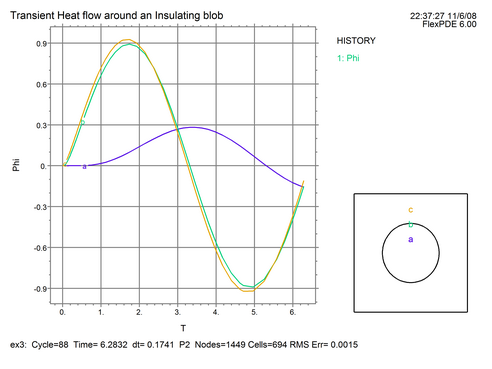 Transient Heat flow around an Insulating blob
22:37:27 11/6/08
FlexPDE 6.00
HISTORY
1: Phi
0.9
0.6
0.3
0.
-0.3
-0.6
-0.9
Phi
b
a
c
b
a
0. 1. 2. 3. 4. 5. 6.
T
ex3: Cycle=88 Time= 6.2832 dt= 0.1741 P2 Nodes=1449 Cells=694 RMS Err= 0.0015